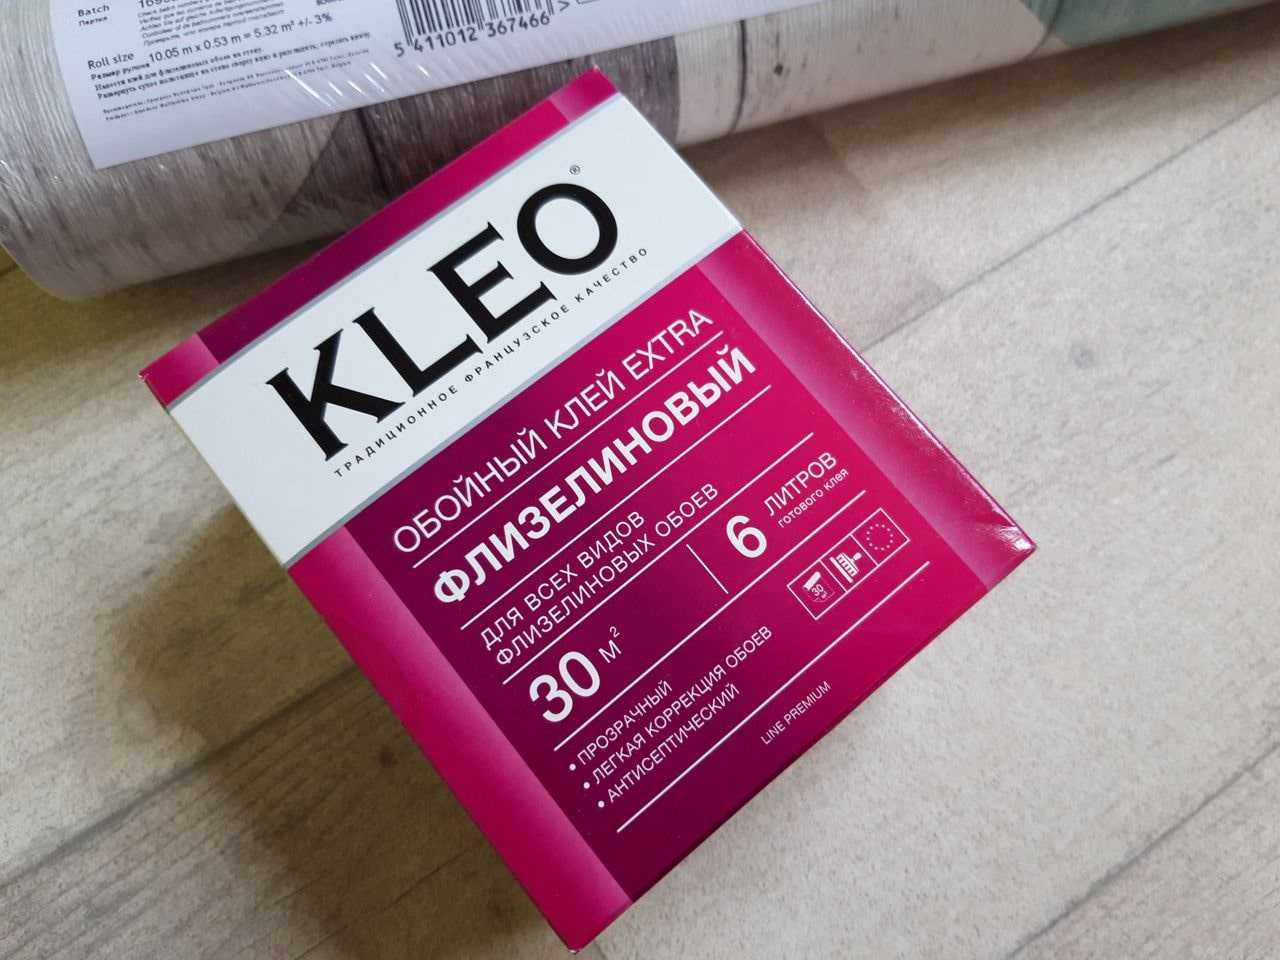 Batch
Партия
Roll size 10.05 m x 0.53 m = 5.32 m² +/- 3%
Размер рулона
5 411012 367466 >
KLEO®
ТРАДИЦИОННОЕ ФРАНЦУЗСКОЕ КАЧЕСТВО
ОБОЙНЫЙ КЛЕЙ EXTRA
ФЛИЗЕЛИНОВЫЙ
ДЛЯ ВСЕХ ВИДОВ
ФЛИЗЕЛИНОВЫХ ОБОЕВ
30 М²
6 ЛИТРОВ
готового клея
30
• ПРОЗРАЧНЫЙ
• ЛЕГКАЯ КОРРЕКЦИЯ ОБОЕВ
• АНТИСЕПТИЧЕСКИЙ
LINE PREMIUM